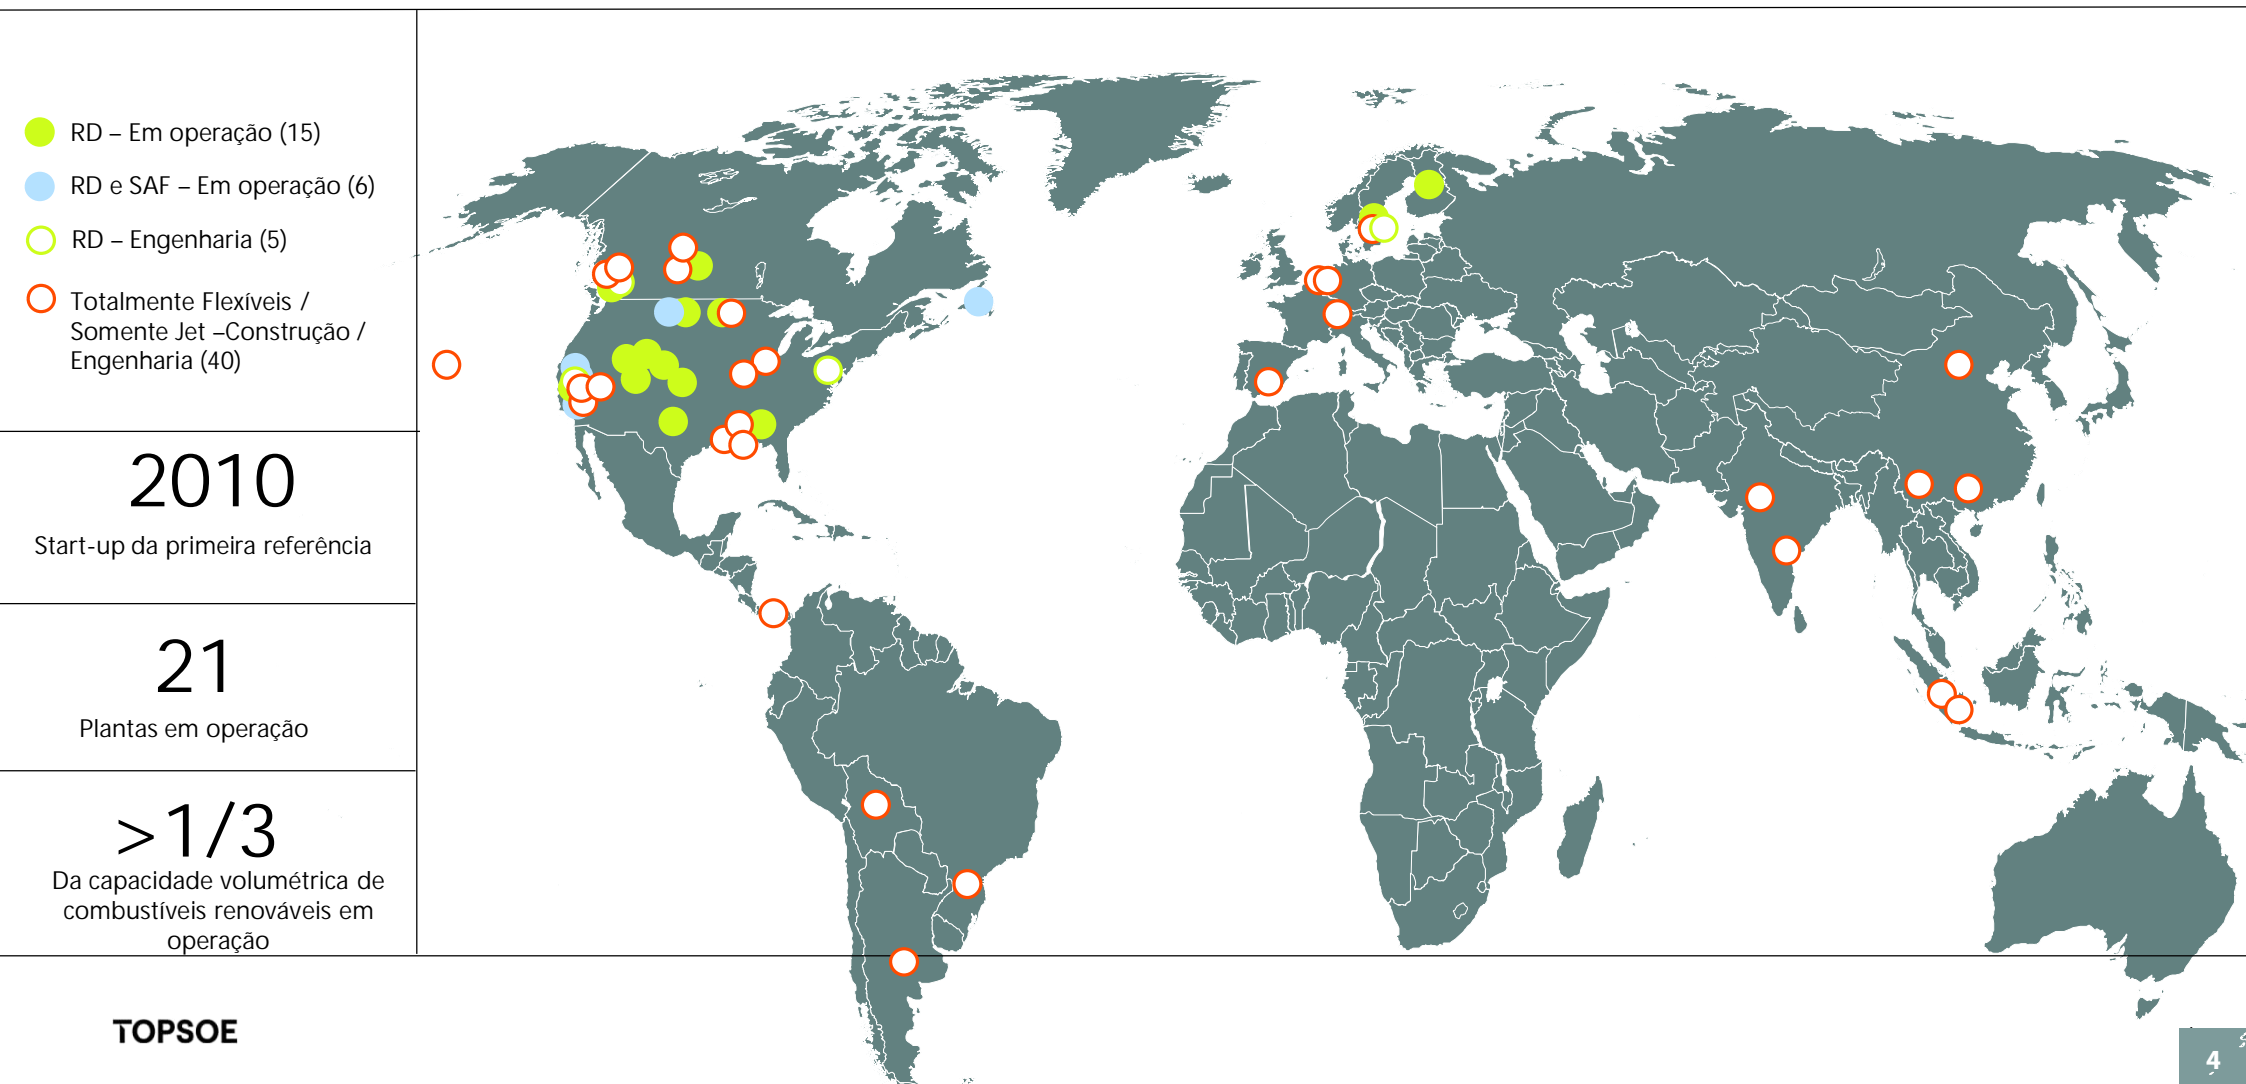 RD – Em operação (15)
RD e SAF – Em operação (6)
RD – Engenharia (5)
Totalmente Flexíveis /
Somente Jet –Construção /
Engenharia (40)
2010
Start-up da primeira referência
21
Plantas em operação
>1/3
Da capacidade volumétrica de
combustíveis renováveis em
operação
TOPSOE
4